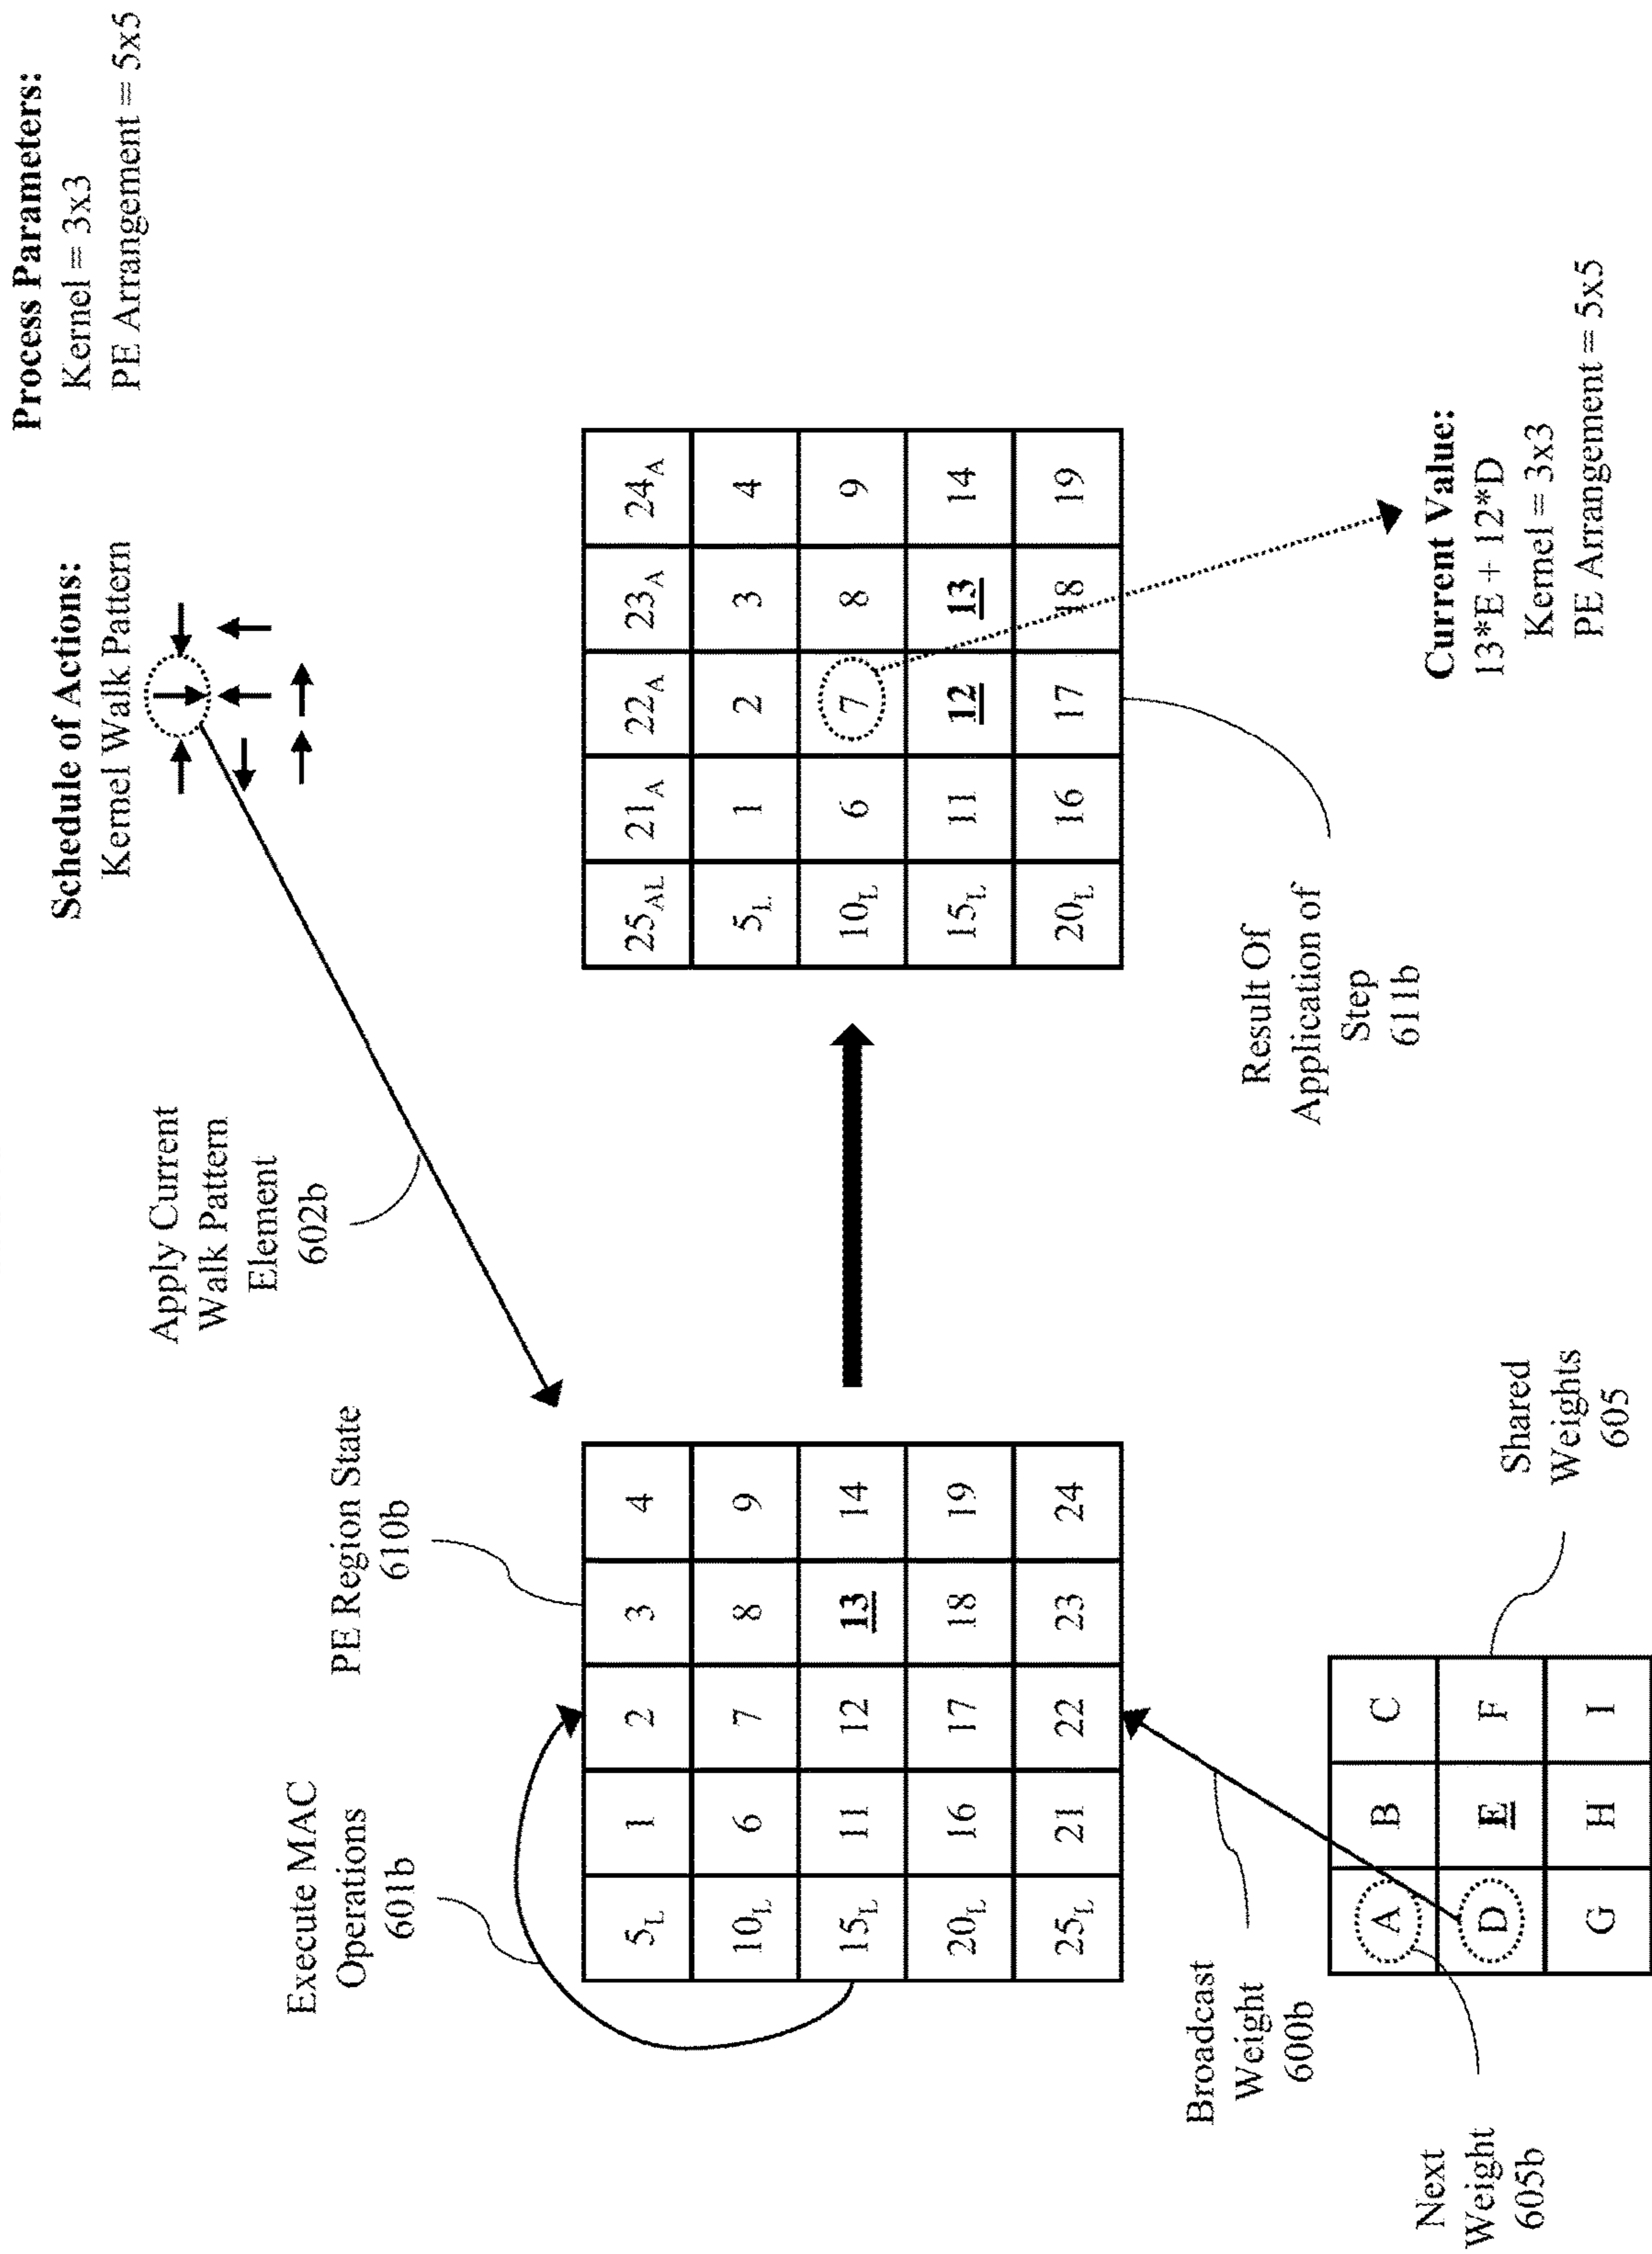 Process Parameters:
Kernel = 3x3
PE Arrangement = 5x5
Schedule of Actions:
Kernel Walk Pattern
Apply Current
Walk Pattern
Element
602b
PE Region State
610b
Execute MAC
Operations
601b
5L 1 2 3 4
10L 6 7 8 9
15L 11 12 13 14
20L 16 17 18 19
25L 21 22 23 24
25AL 21A 22A 23A 24A
5L 1 2 3 4
10L 6 7 8 9
15L 11 12 13 14
20L 16 17 18 19
Broadcast
Weight
600b
Result Of
Application of
Step
611b
Next
Weight
605b
A B C
D E F
G H I
Shared
Weights
605
Current Value:
13*E + 12*D
Kernel = 3x3
PE Arrangement = 5x5